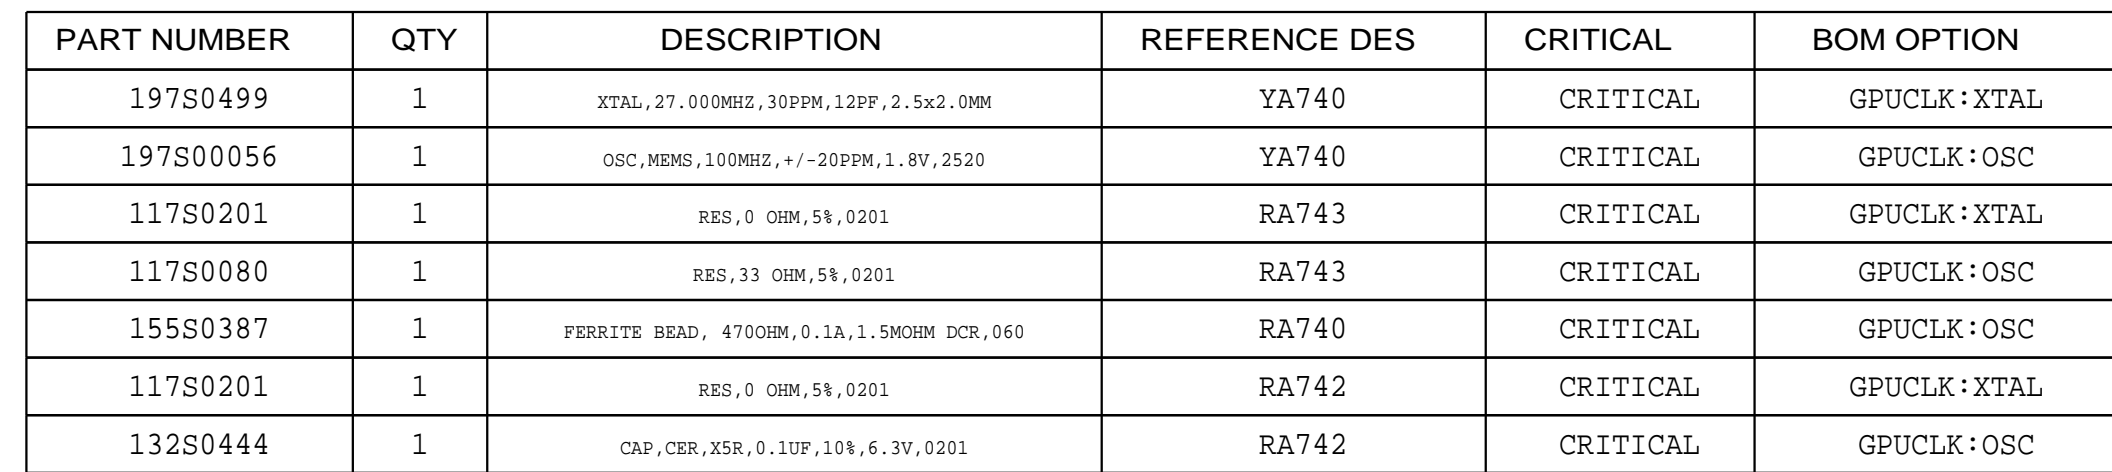 PART NUMBER QTY DESCRIPTION REFERENCE DES CRITICAL BOM OPTION
197S0499 1 XTAL,27.000MHZ,30PPM,12PF,2.5x2.0MM YA740 CRITICAL GPUCLK:XTAL
197S00056 1 OSC,MEMS,100MHZ,+/-20PPM,1.8V,2520 YA740 CRITICAL GPUCLK:OSC
117S0201 1 RES,0 OHM,5%,0201 RA743 CRITICAL GPUCLK:XTAL
117S0080 1 RES,33 OHM,5%,0201 RA743 CRITICAL GPUCLK:OSC
155S0387 1 FERRITE BEAD, 470OHM,0.1A,1.5MOHM DCR,060 RA740 CRITICAL GPUCLK:OSC
117S0201 1 RES,0 OHM,5%,0201 RA742 CRITICAL GPUCLK:XTAL
132S0444 1 CAP,CER,X5R,0.1UF,10%,6.3V,0201 RA742 CRITICAL GPUCLK:OSC